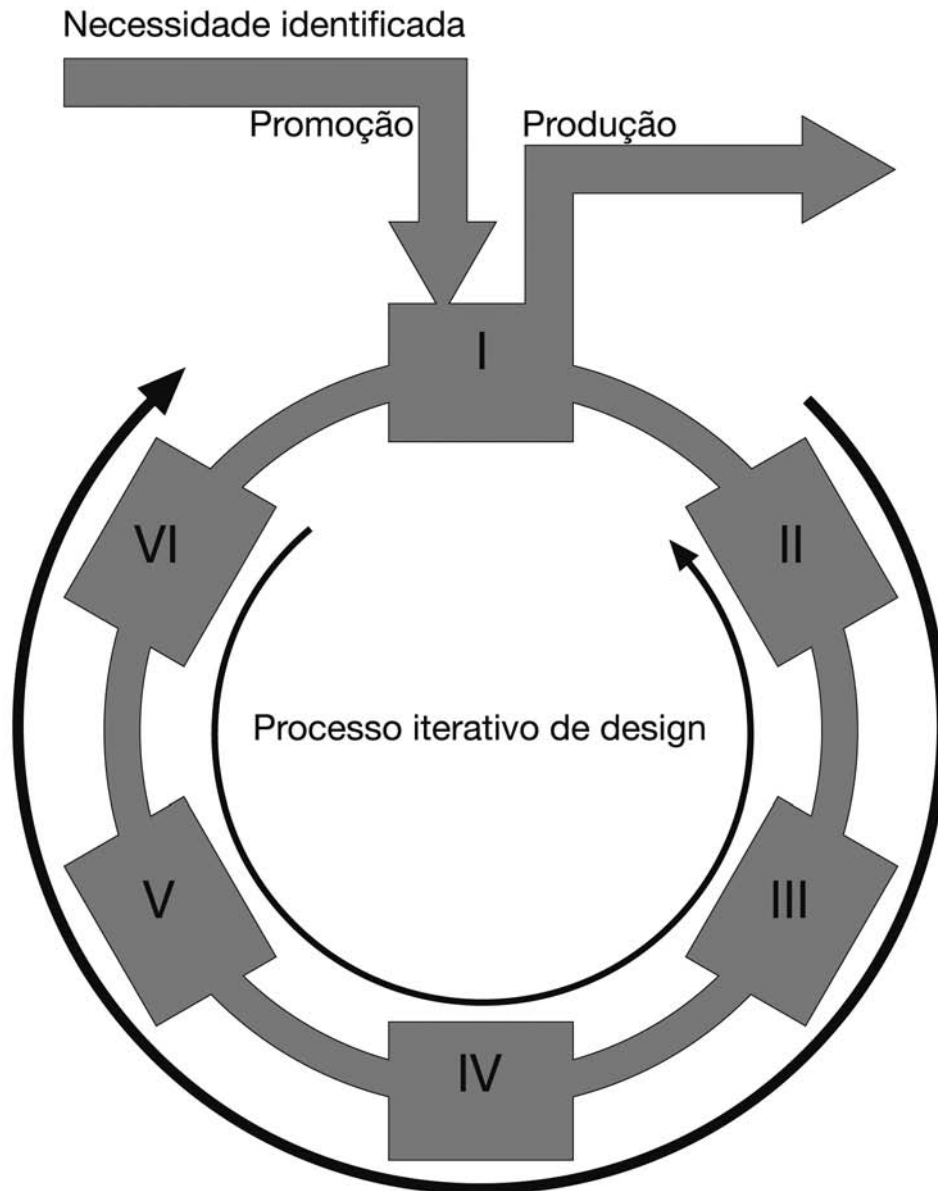 Necessidade identificada
Promoção
Produção
I
II
III
IV
V
VI
Processo iterativo de design